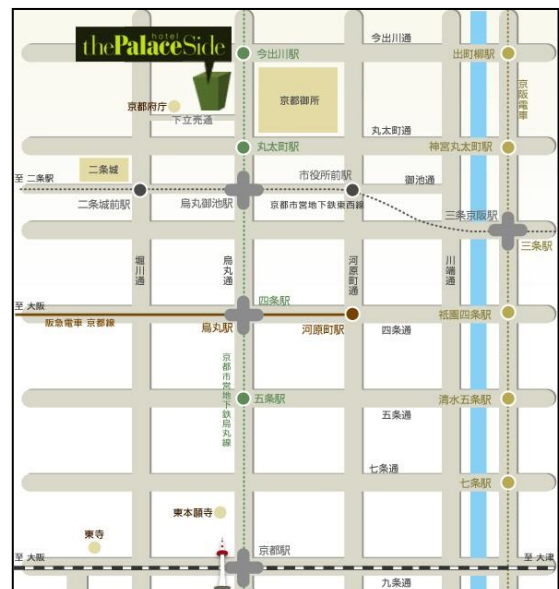 hotel
thePalaceSide
今出川駅
今出川通
出町柳駅
京都府庁
京都御所
京阪電車
下立売通
丸太町通
丸太町駅
神宮丸太町駅
二条城
至 二条駅
市役所前駅
御池通
二条城前駅
烏丸御池駅
京都市営地下鉄東西線
三条京阪駅
三条駅
堀川通
烏丸通
河原町通
川端通
四条駅
至 大阪
祇園四条駅
阪急電車 京都線
烏丸駅
河原町駅
四条通
京都市営地下鉄烏丸線
五条駅
清水五条駅
五条通
七条通
七条駅
東本願寺
東寺
京都駅
至 大阪
至 大津
九条通